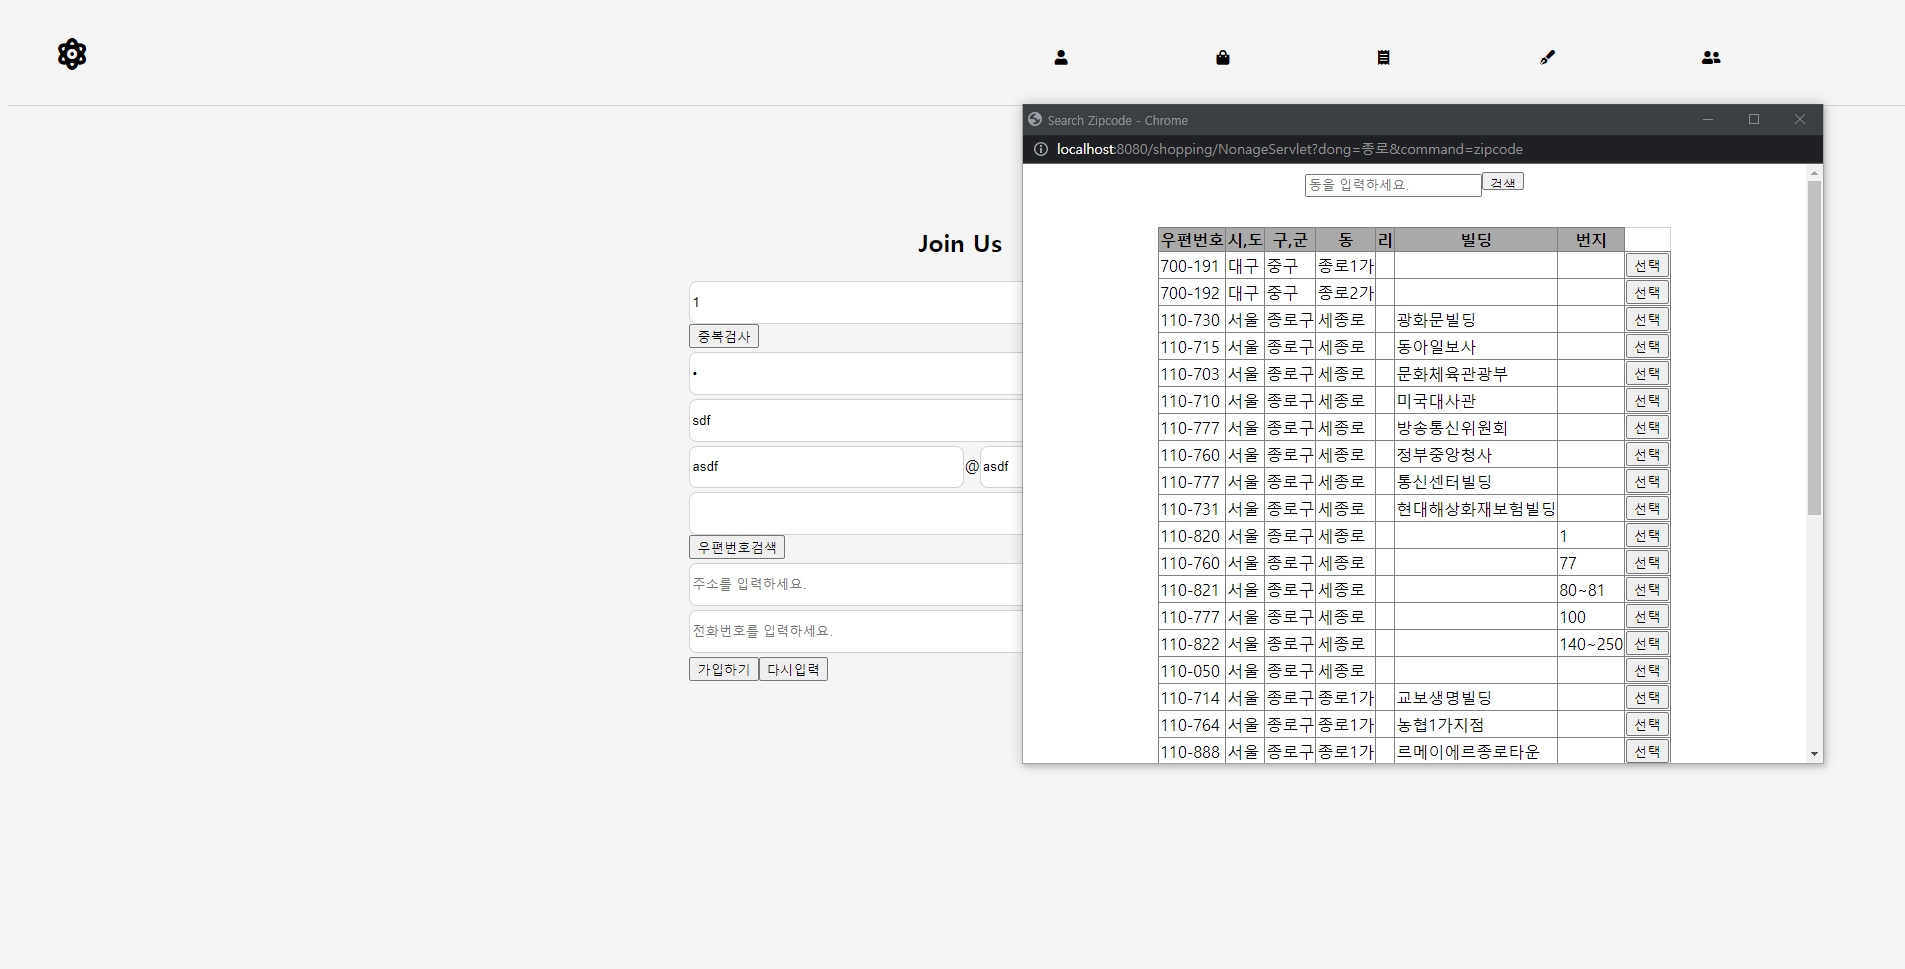 Search Zipcode - Chrome
localhost:8080/shopping/NonageServlet?dong=종로&command=zipcode
동을 입력하세요. 검색
우편번호 시,도 구,군 동 리 빌딩 번지
700-191 대구 중구 종로1가 선택
700-192 대구 중구 종로2가 선택
110-730 서울 종로구 세종로 광화문빌딩 선택
110-715 서울 종로구 세종로 동아일보사 선택
110-703 서울 종로구 세종로 문화체육관광부 선택
110-710 서울 종로구 세종로 미국대사관 선택
110-777 서울 종로구 세종로 방송통신위원회 선택
110-760 서울 종로구 세종로 정부중앙청사 선택
110-777 서울 종로구 세종로 통신센터빌딩 선택
110-731 서울 종로구 세종로 현대해상화재보험빌딩 선택
110-820 서울 종로구 세종로 1 선택
110-760 서울 종로구 세종로 77 선택
110-821 서울 종로구 세종로 80~81 선택
110-777 서울 종로구 세종로 100 선택
110-822 서울 종로구 세종로 140~250 선택
110-050 서울 종로구 세종로 선택
110-714 서울 종로구 종로1가 교보생명빌딩 선택
110-764 서울 종로구 종로1가 농협1가지점 선택
110-888 서울 종로구 종로1가 르메이에르종로타운 선택
Join Us
1
중복검사
•
sdf
asdf @ asdf
우편번호검색
주소를 입력하세요.
전화번호를 입력하세요.
가입하기 다시입력